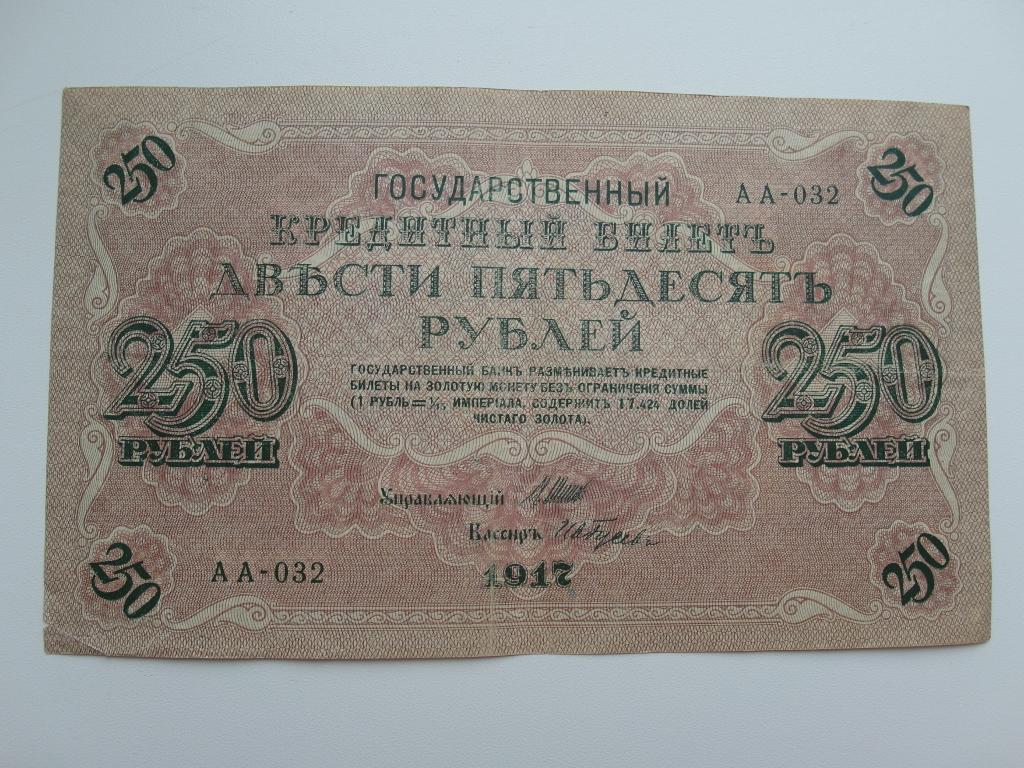 250 250
ГОСУДАРСТВЕННЫЙ АА-032
КРЕДИТНЫЙ БИЛЕТЪ
ДВѢСТИ ПЯТЬДЕСЯТЪ
РУБЛЕЙ
250 РУБЛЕЙ
250 РУБЛЕЙ
ГОСУДАРСТВЕННЫЙ БАНКЪ РАЗМѢНИВАЕТЪ КРЕДИТНЫЕ
БИЛЕТЫ НА ЗОЛОТУЮ МОНЕТУ БЕЗЪ ОГРАНИЧЕНІЯ СУММЫ
(1 РУБЛЬ = 1/15 ИМПЕРІАЛА, СОДЕРЖИТЪ 17.424 ДОЛЕЙ
ЧИСТАГО ЗОЛОТА).
Управляющій
Кассиръ
АА-032 1917
250 250